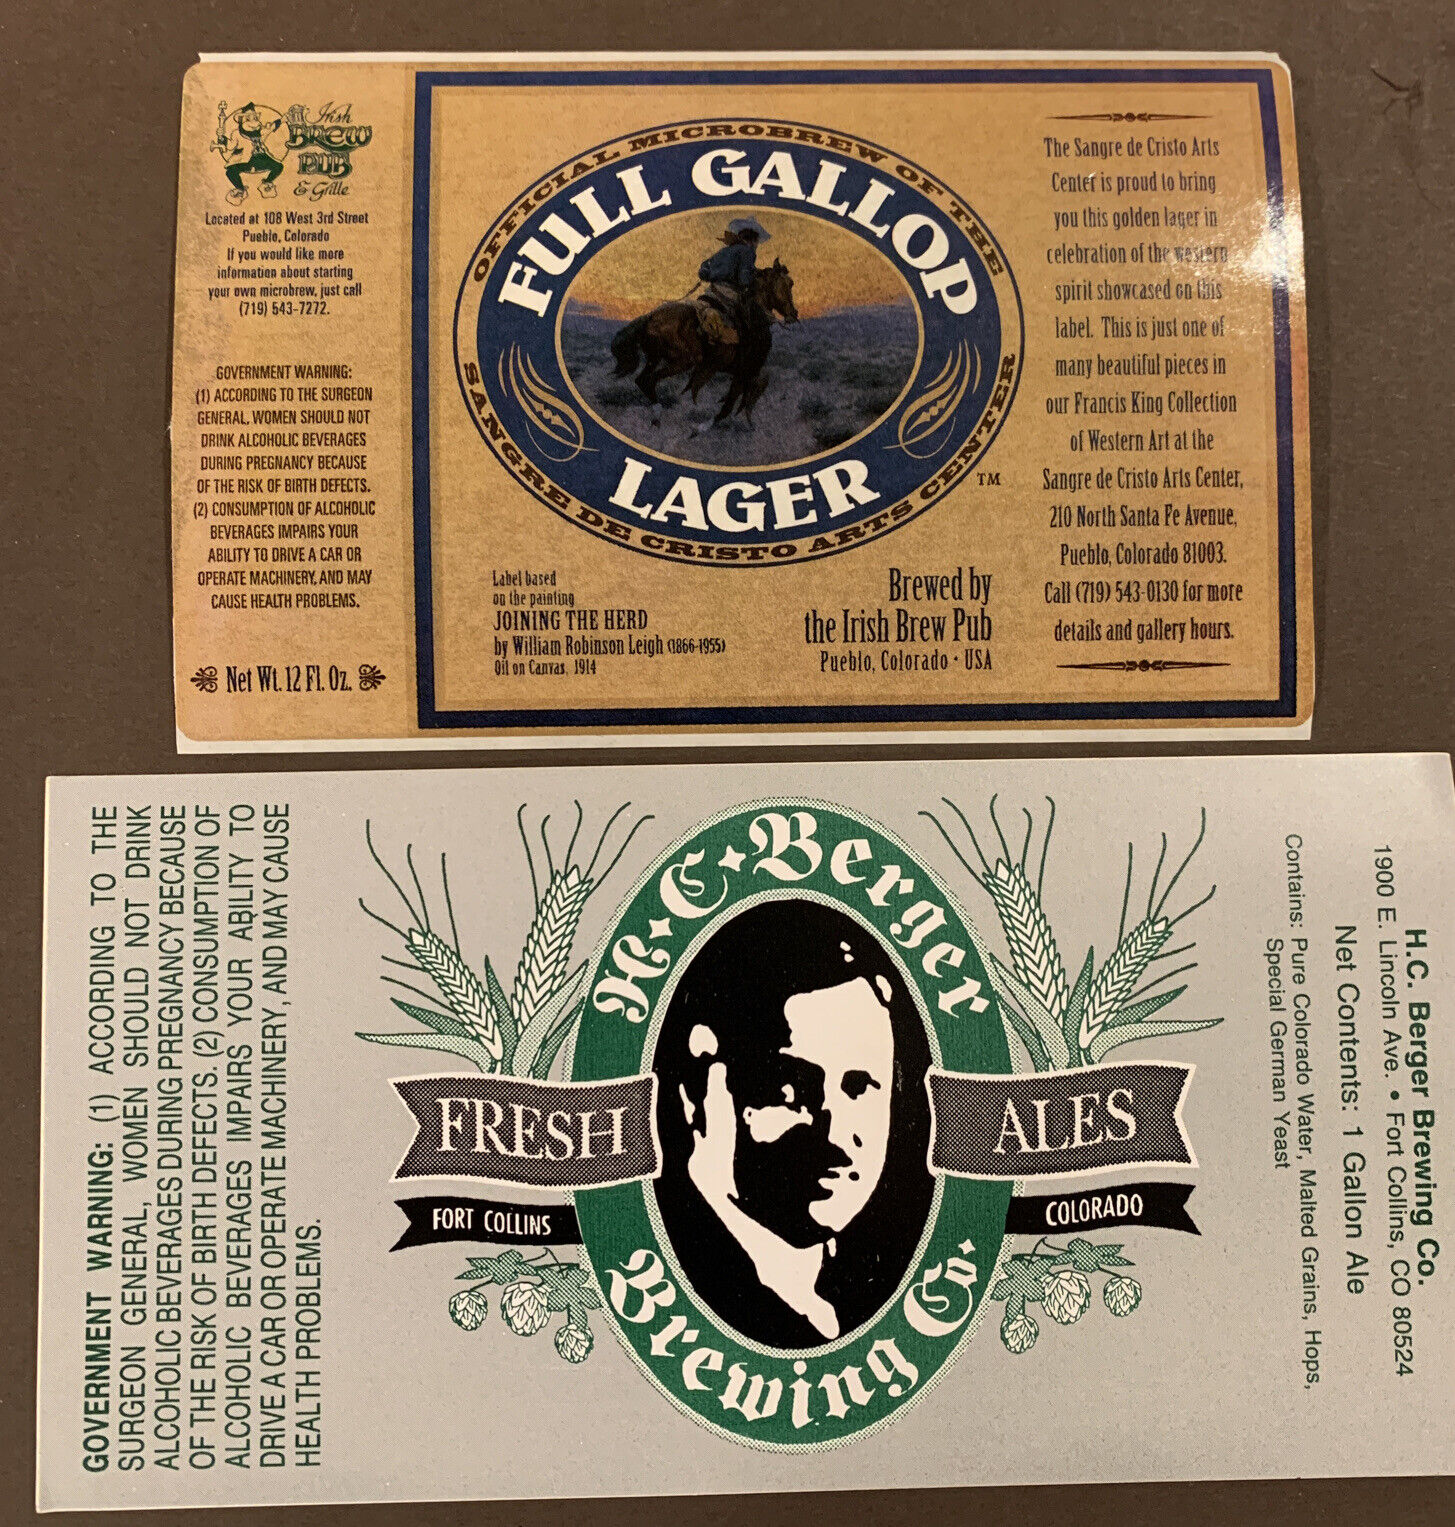 Irish
BREW
PUB
& Grille
Located at 108 West 3rd Street
Pueblo, Colorado
If you would like more
information about starting
your own microbrew, just call
(719) 543-7272.
GOVERNMENT WARNING:
(1) ACCORDING TO THE SURGEON
GENERAL, WOMEN SHOULD NOT
DRINK ALCOHOLIC BEVERAGES
DURING PREGNANCY BECAUSE
OF THE RISK OF BIRTH DEFECTS.
(2) CONSUMPTION OF ALCOHOLIC
BEVERAGES IMPAIRS YOUR
ABILITY TO DRIVE A CAR OR
OPERATE MACHINERY, AND MAY
CAUSE HEALTH PROBLEMS.
Net Wt. 12 Fl. Oz.
OFFICIAL MICROBREW OF THE
FULL GALLOP
LAGER
SANGRE DE CRISTO ARTS CENTER
TM
Label based
on the painting
JOINING THE HERD
by William Robinson Leigh (1866-1955)
Oil on Canvas, 1914
Brewed by
the Irish Brew Pub
Pueblo, Colorado • USA
The Sangre de Cristo Arts
Center is proud to bring
you this golden lager in
celebration of the western
spirit showcased on this
label. This is just one of
many beautiful pieces in
our Francis King Collection
of Western Art at the
Sangre de Cristo Arts Center,
210 North Santa Fe Avenue,
Pueblo, Colorado 81003.
Call (719) 543-0130 for more
details and gallery hours.
GOVERNMENT WARNING: (1) ACCORDING TO THE
SURGEON GENERAL, WOMEN SHOULD NOT DRINK
ALCOHOLIC BEVERAGES DURING PREGNANCY BECAUSE
OF THE RISK OF BIRTH DEFECTS. (2) CONSUMPTION OF
ALCOHOLIC BEVERAGES IMPAIRS YOUR ABILITY TO
DRIVE A CAR OR OPERATE MACHINERY, AND MAY CAUSE
HEALTH PROBLEMS.
H•C•Berger
FRESH
ALES
FORT COLLINS
COLORADO
Brewing Co.
H.C. Berger Brewing Co.
1900 E. Lincoln Ave. • Fort Collins, CO 80524
Net Contents: 1 Gallon Ale
Contains: Pure Colorado Water, Malted Grains, Hops,
Special German Yeast